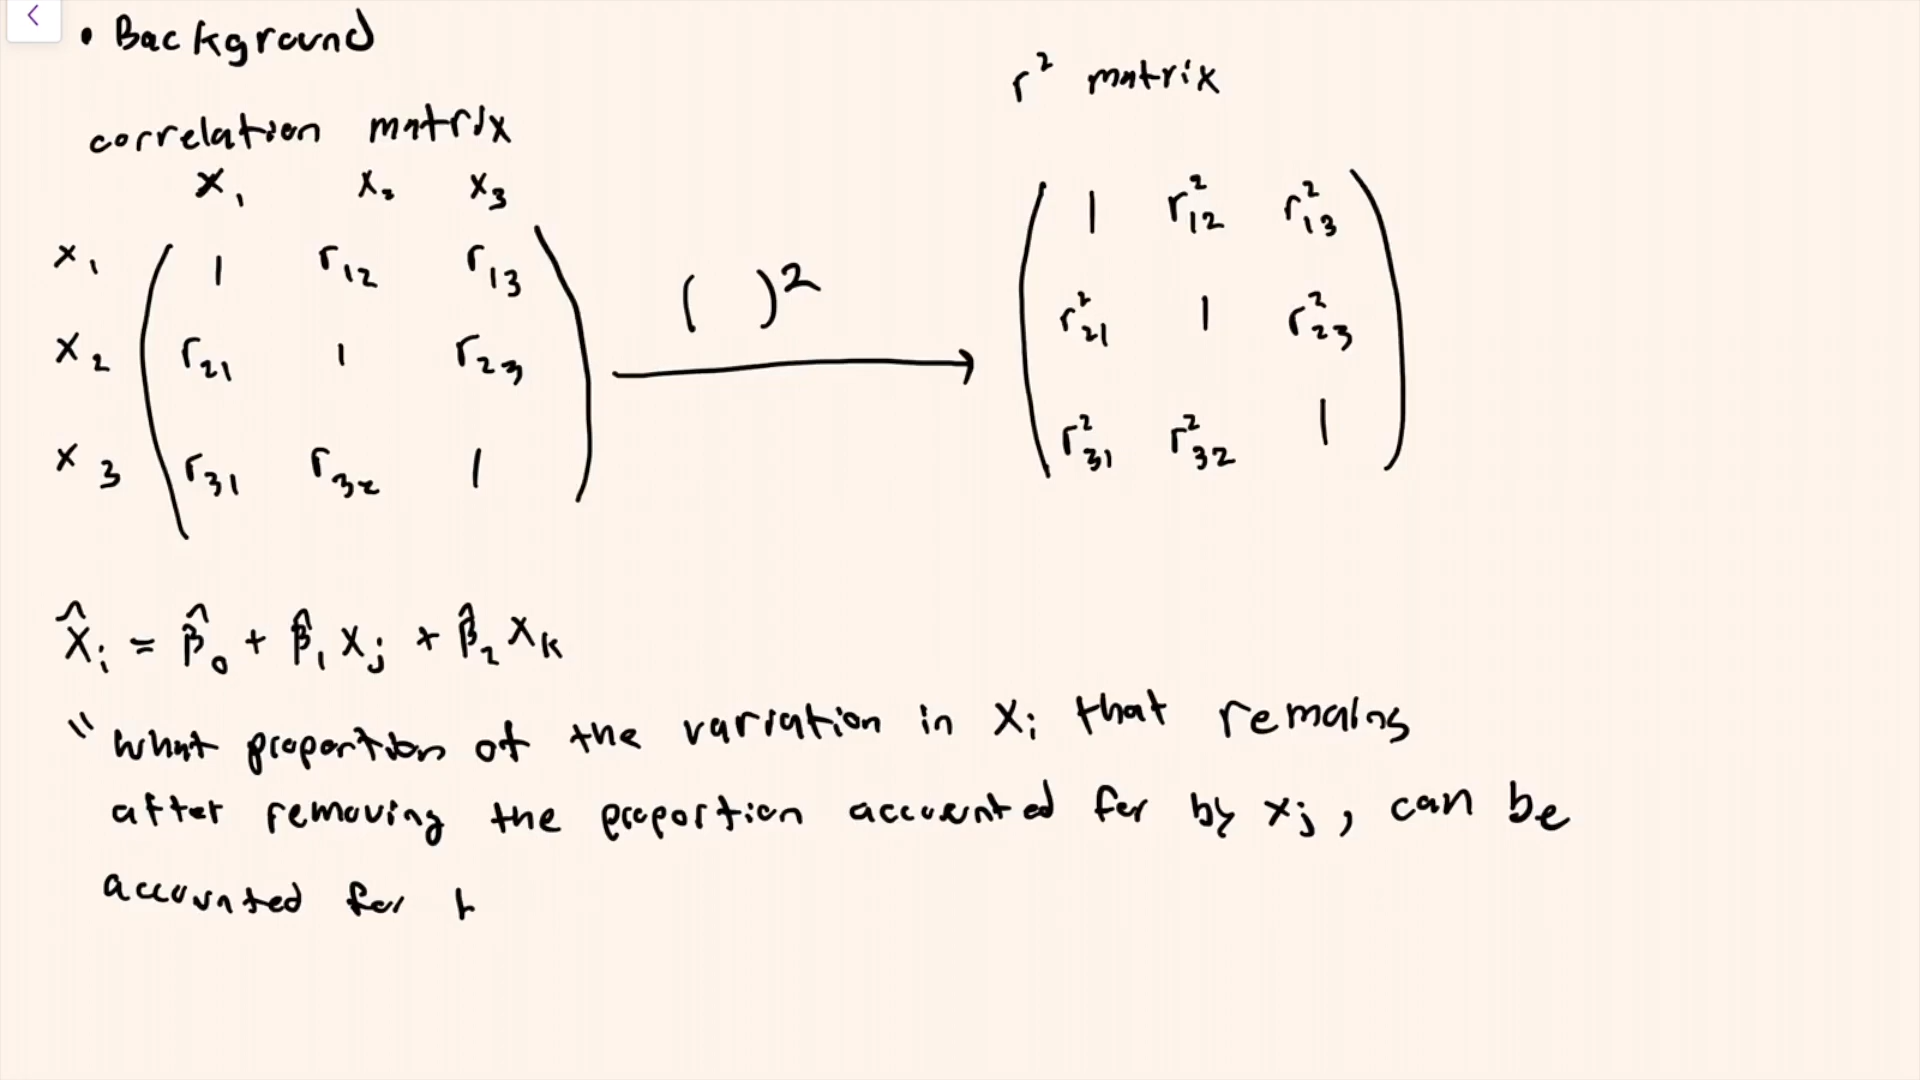 • Background
correlation matrix
x₁ x₂ x₃
x₁ ( 1 r₁₂ r₁₃ )
x₂ ( r₂₁ 1 r₂₃ )
x₃ ( r₃₁ r₃₂ 1 )
( )²
r² matrix
( 1 r²₁₂ r²₁₃ )
( r²₂₁ 1 r²₂₃ )
( r²₃₁ r²₃₂ 1 )
X̂ᵢ = β̂₀ + β̂₁ Xⱼ + β̂₂ Xₖ
"What proportion of the variation in Xᵢ that remains
after removing the proportion accounted for by xⱼ, can be
accounted for